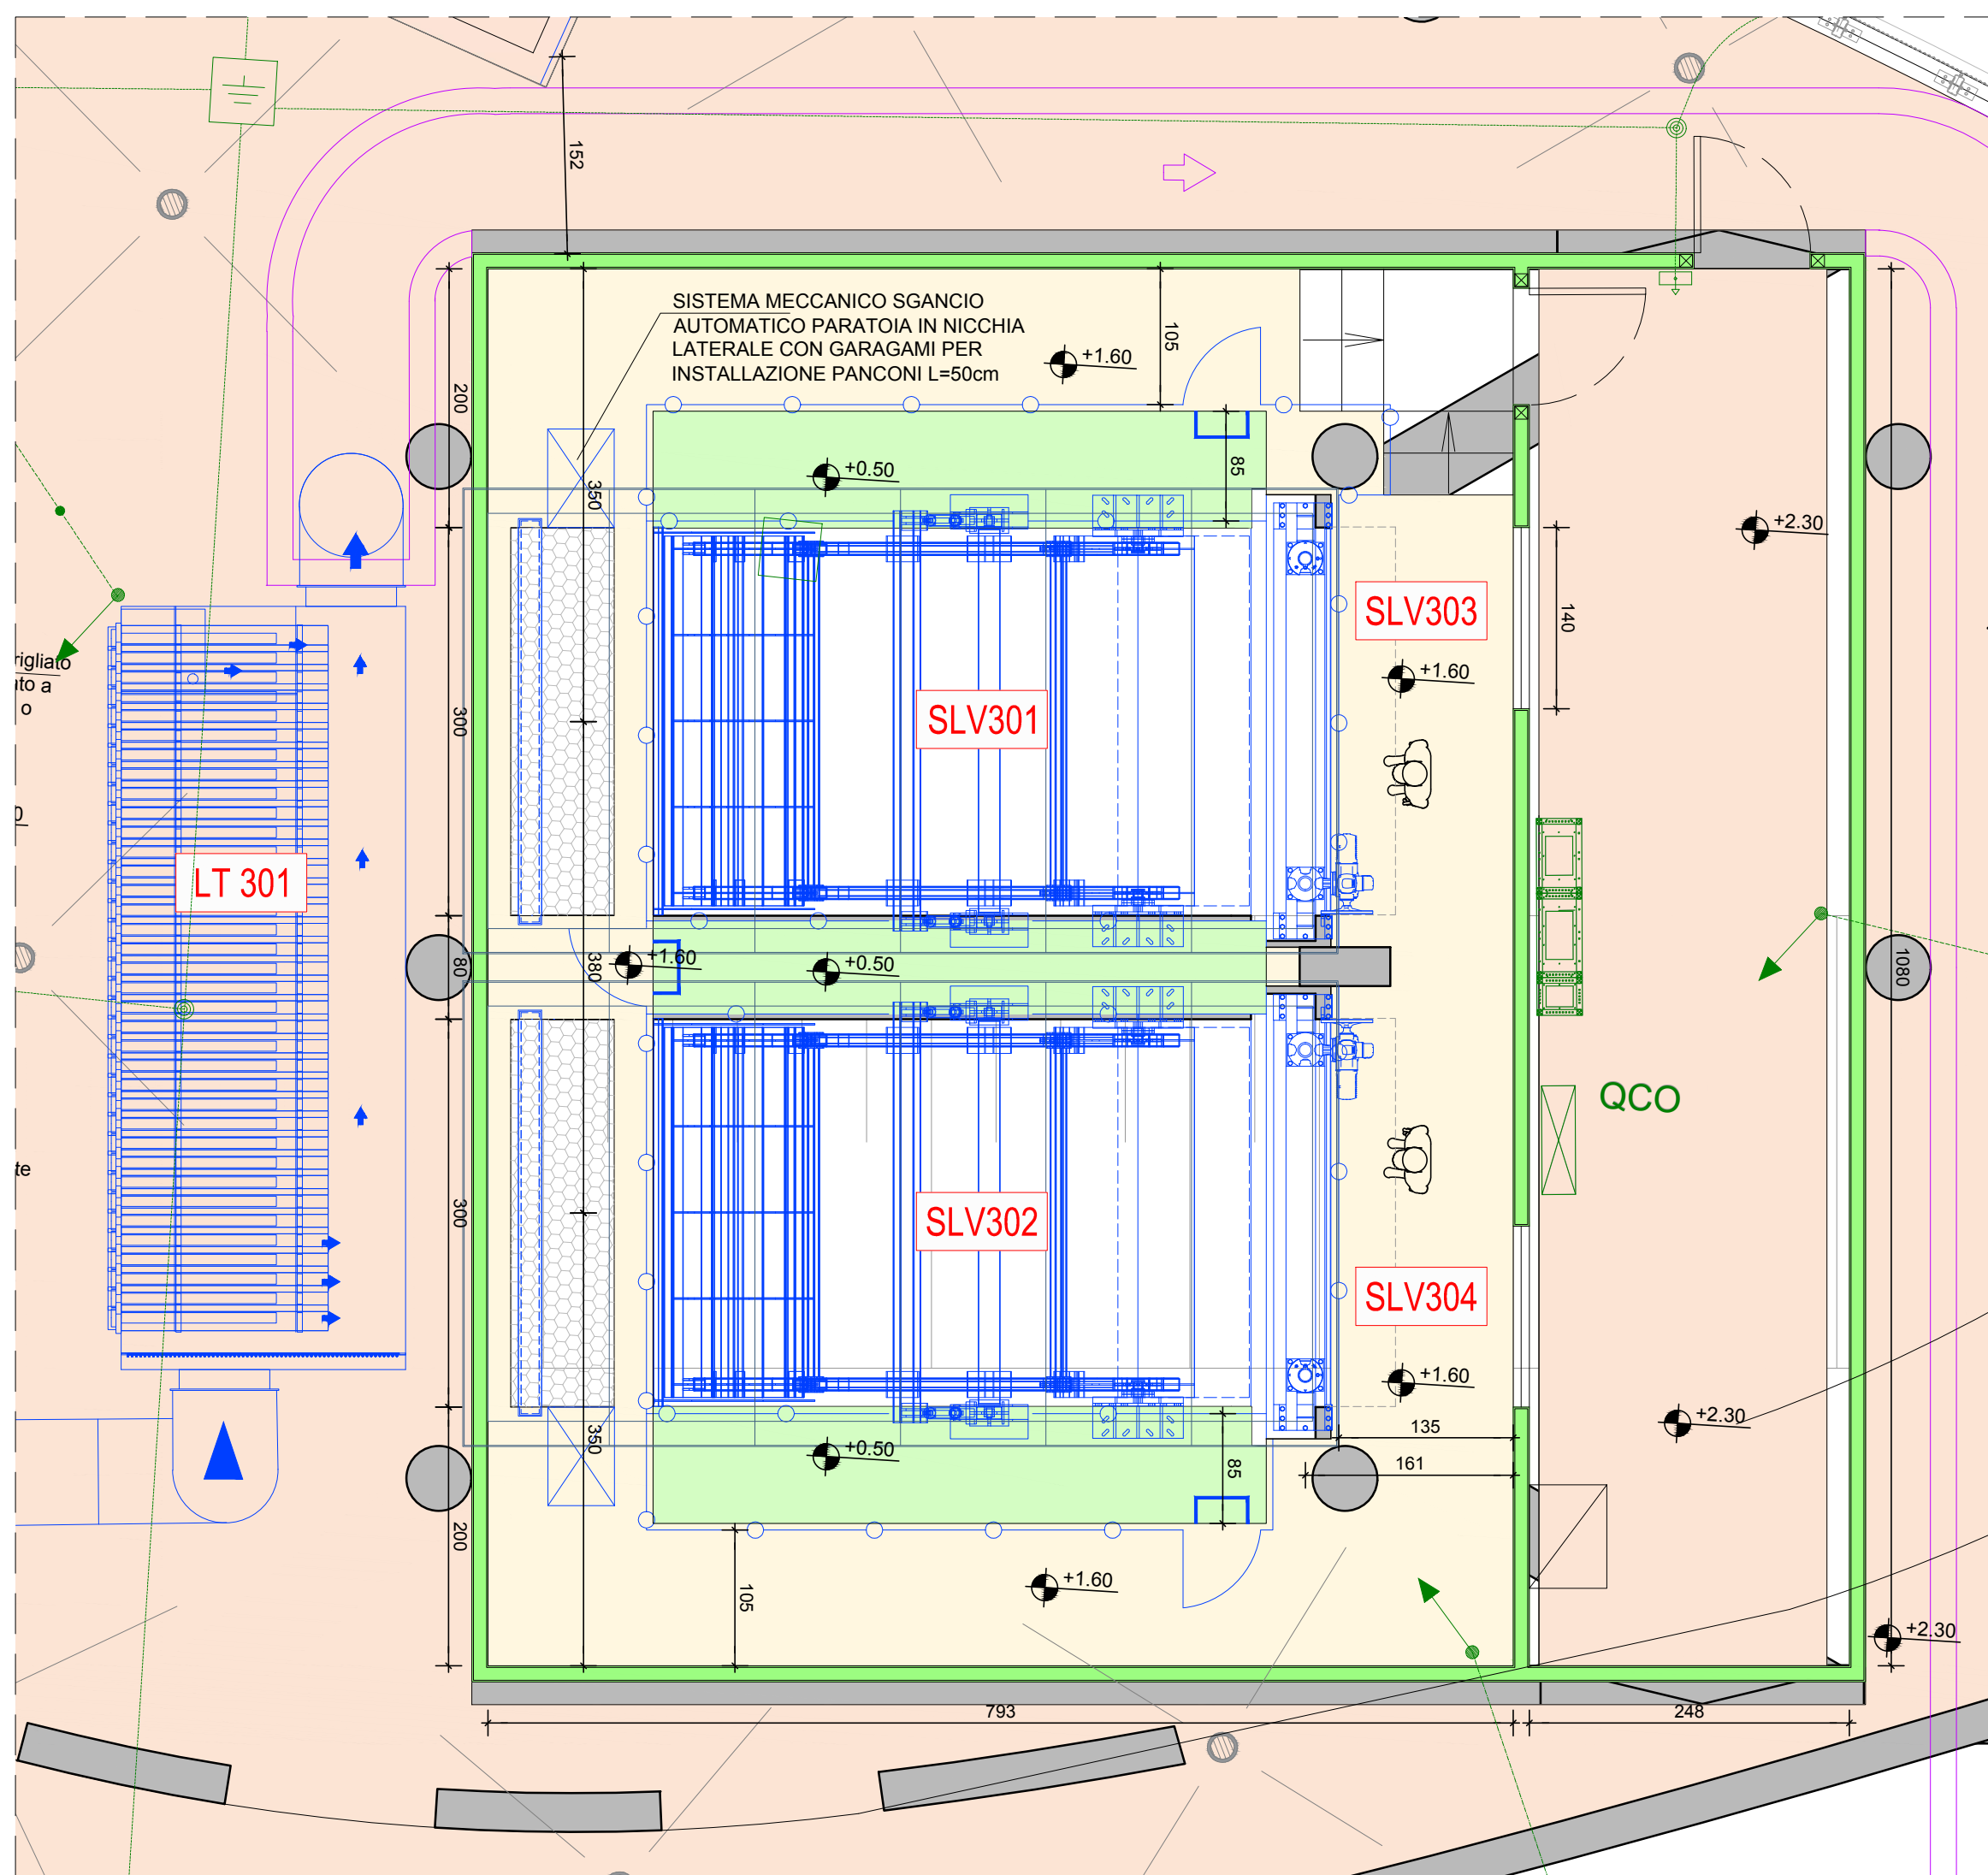 152
SISTEMA MECCANICO SGANCIO
AUTOMATICO PARATOIA IN NICCHIA
LATERALE CON GARAGAMI PER
INSTALLAZIONE PANCONI L=50cm
105
+1.60
200
85
+0.50
350
+2.30
SLV303
140
rigliato
ato a
o
+1.60
SLV301
300
LT 301
+1.60
+0.50
380
80
1080
QCO
te
SLV302
300
SLV304
+1.60
+2.30
135
350
+0.50
85
161
200
+1.60
105
+2.30
793
248